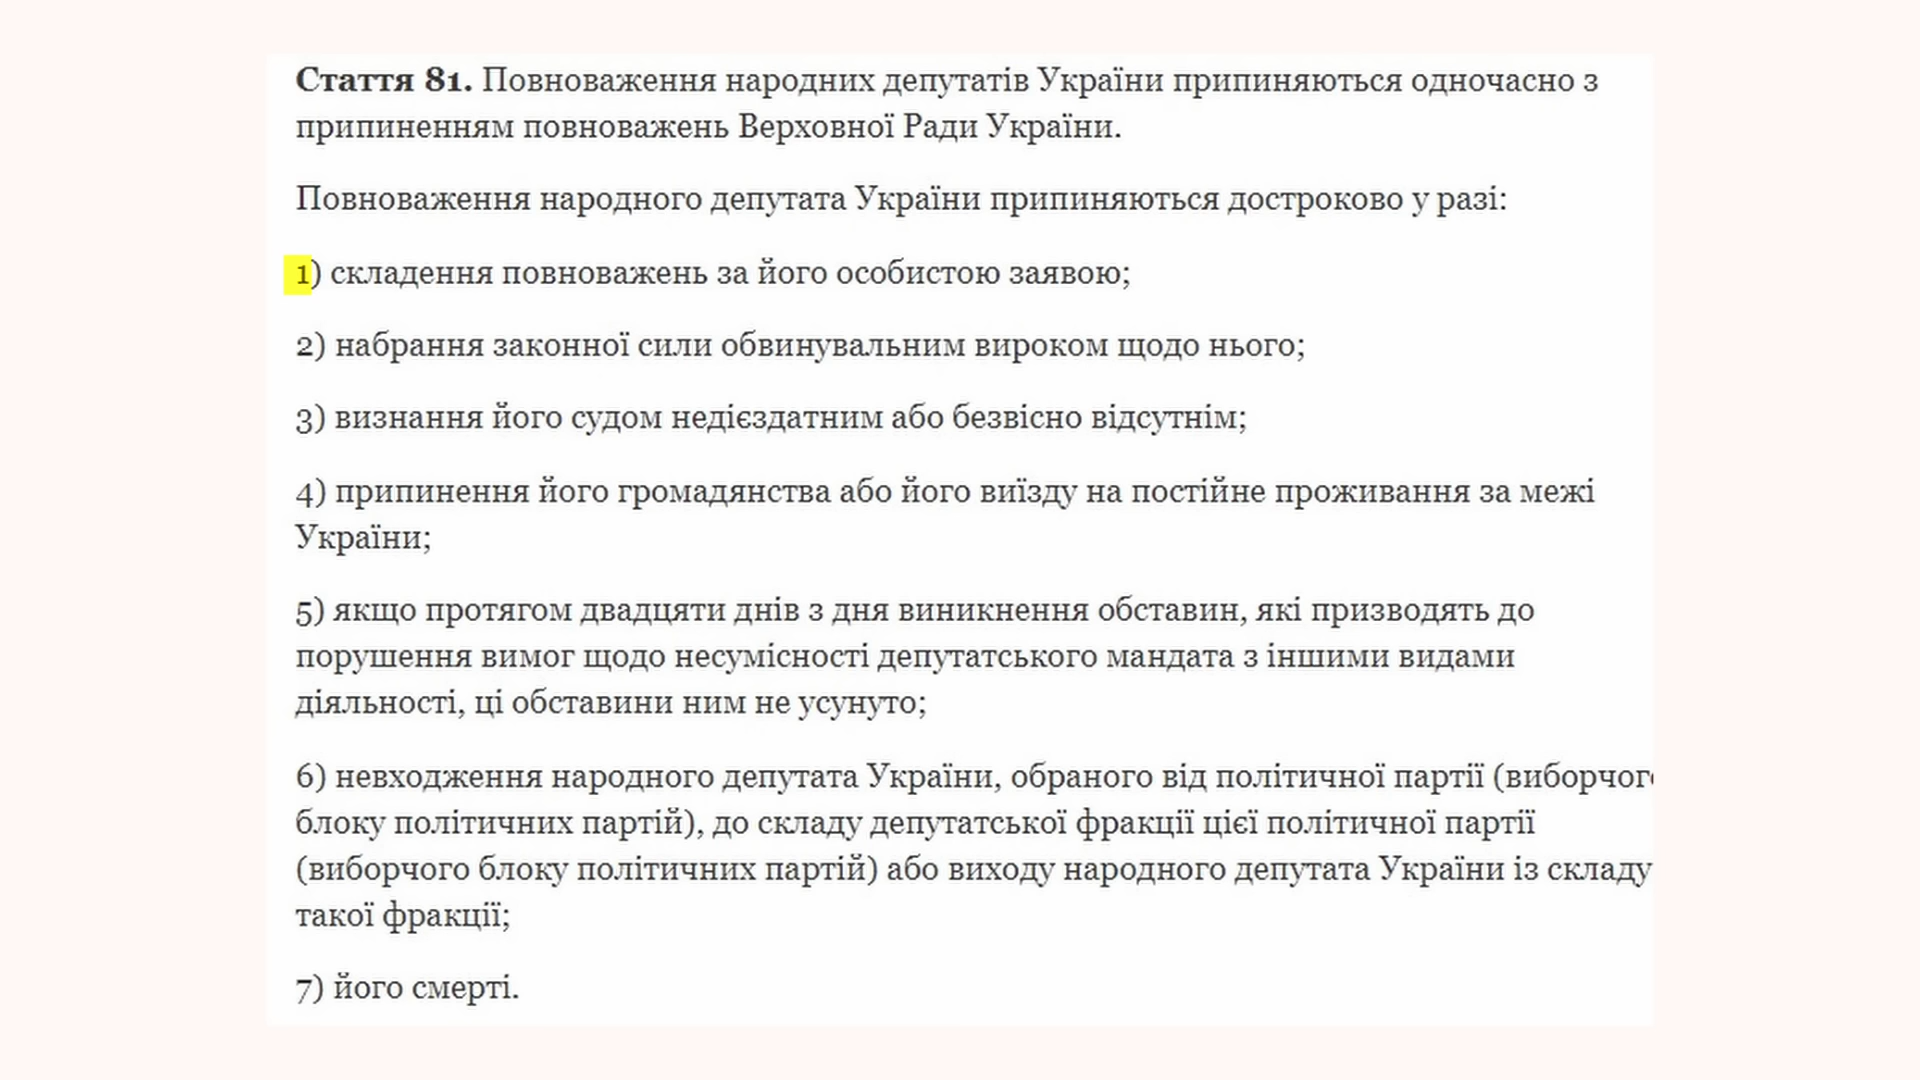 Стаття 81. Повноваження народних депутатів України припиняються одночасно з
припиненням повноважень Верховної Ради України.
Повноваження народного депутата України припиняються достроково у разі:
1) складення повноважень за його особистою заявою;
2) набрання законної сили обвинувальним вироком щодо нього;
3) визнання його судом недієздатним або безвісно відсутнім;
4) припинення його громадянства або його виїзду на постійне проживання за межі
України;
5) якщо протягом двадцяти днів з дня виникнення обставин, які призводять до
порушення вимог щодо несумісності депутатського мандата з іншими видами
діяльності, ці обставини ним не усунуто;
6) невходження народного депутата України, обраного від політичної партії (виборчого
блоку політичних партій), до складу депутатської фракції цієї політичної партії
(виборчого блоку політичних партій) або виходу народного депутата України із складу
такої фракції;
7) його смерті.